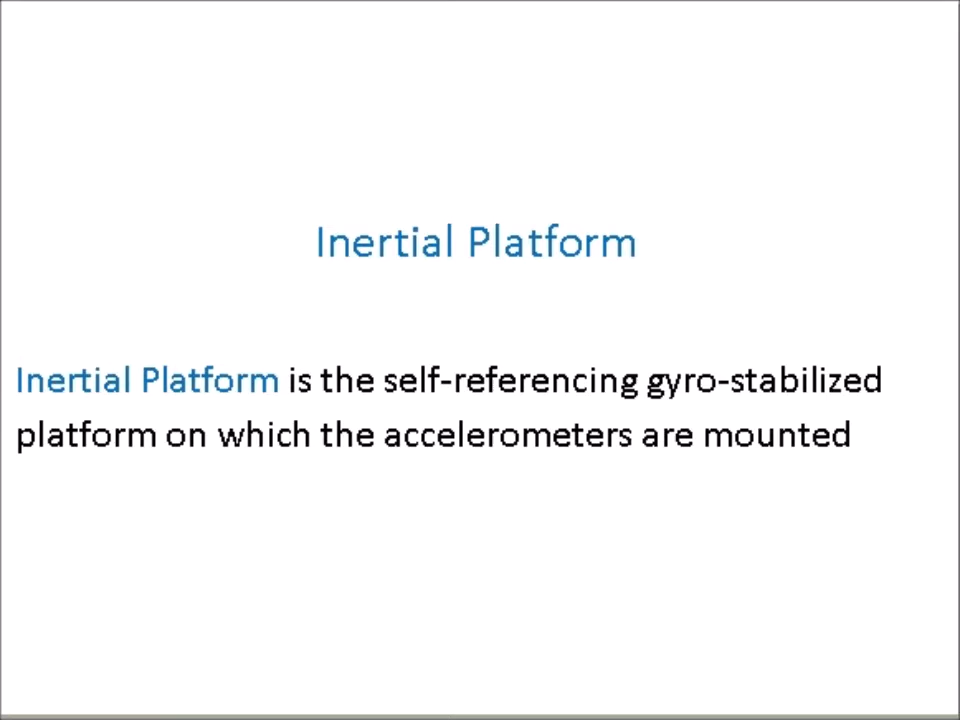 Inertial Platform
Inertial Platform is the self-referencing gyro-stabilized
platform on which the accelerometers are mounted